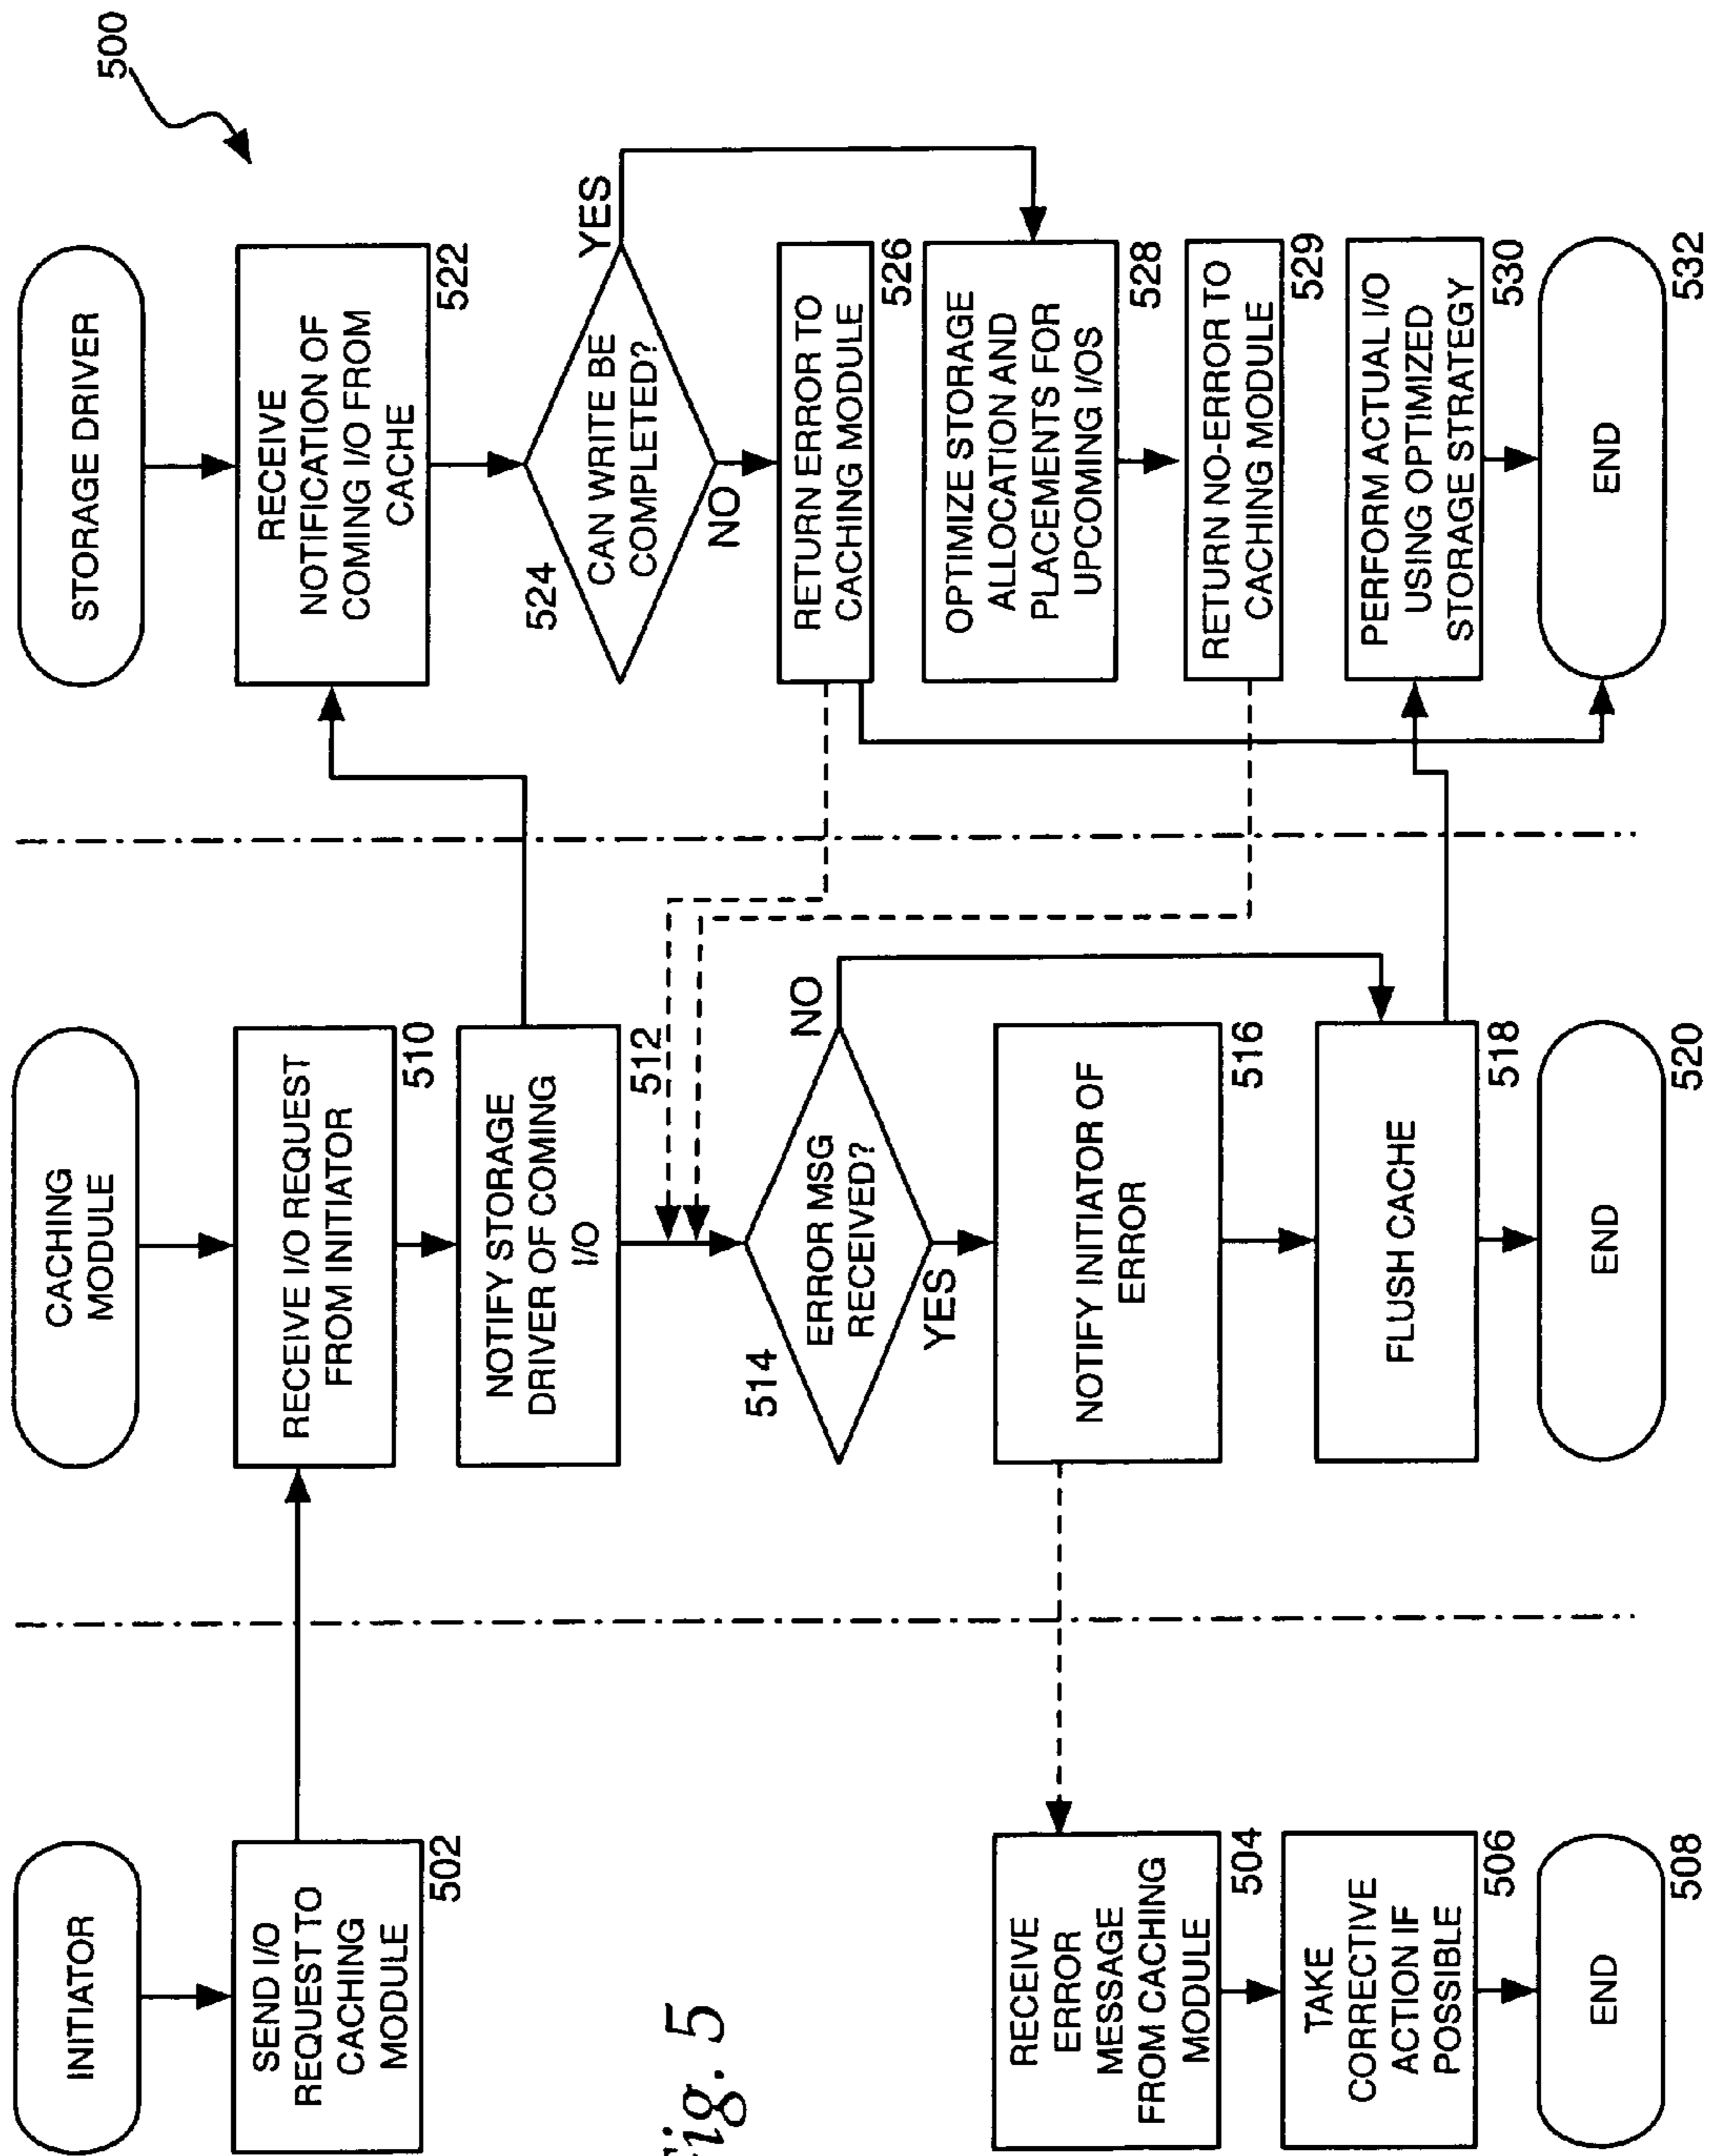 500
INITIATOR
SEND I/O
REQUEST TO
CACHING
MODULE
502
RECEIVE
ERROR
MESSAGE
FROM CACHING
MODULE
504
TAKE
CORRECTIVE
ACTION IF
POSSIBLE
506
END
508
CACHING
MODULE
RECEIVE I/O REQUEST
FROM INITIATOR
510
NOTIFY STORAGE
DRIVER OF COMING
I/O
512
514
ERROR MSG
RECEIVED?
NO
YES
NOTIFY INITIATOR OF
ERROR
516
FLUSH CACHE
518
END
520
STORAGE DRIVER
RECEIVE
NOTIFICATION OF
COMING I/O FROM
CACHE
522
524
CAN WRITE BE
COMPLETED?
YES
NO
RETURN ERROR TO
CACHING MODULE
526
OPTIMIZE STORAGE
ALLOCATION AND
PLACEMENTS FOR
UPCOMING I/OS
528
RETURN NO-ERROR TO
CACHING MODULE
529
PERFORM ACTUAL I/O
USING OPTIMIZED
STORAGE STRATEGY
530
END
532
Fig. 5